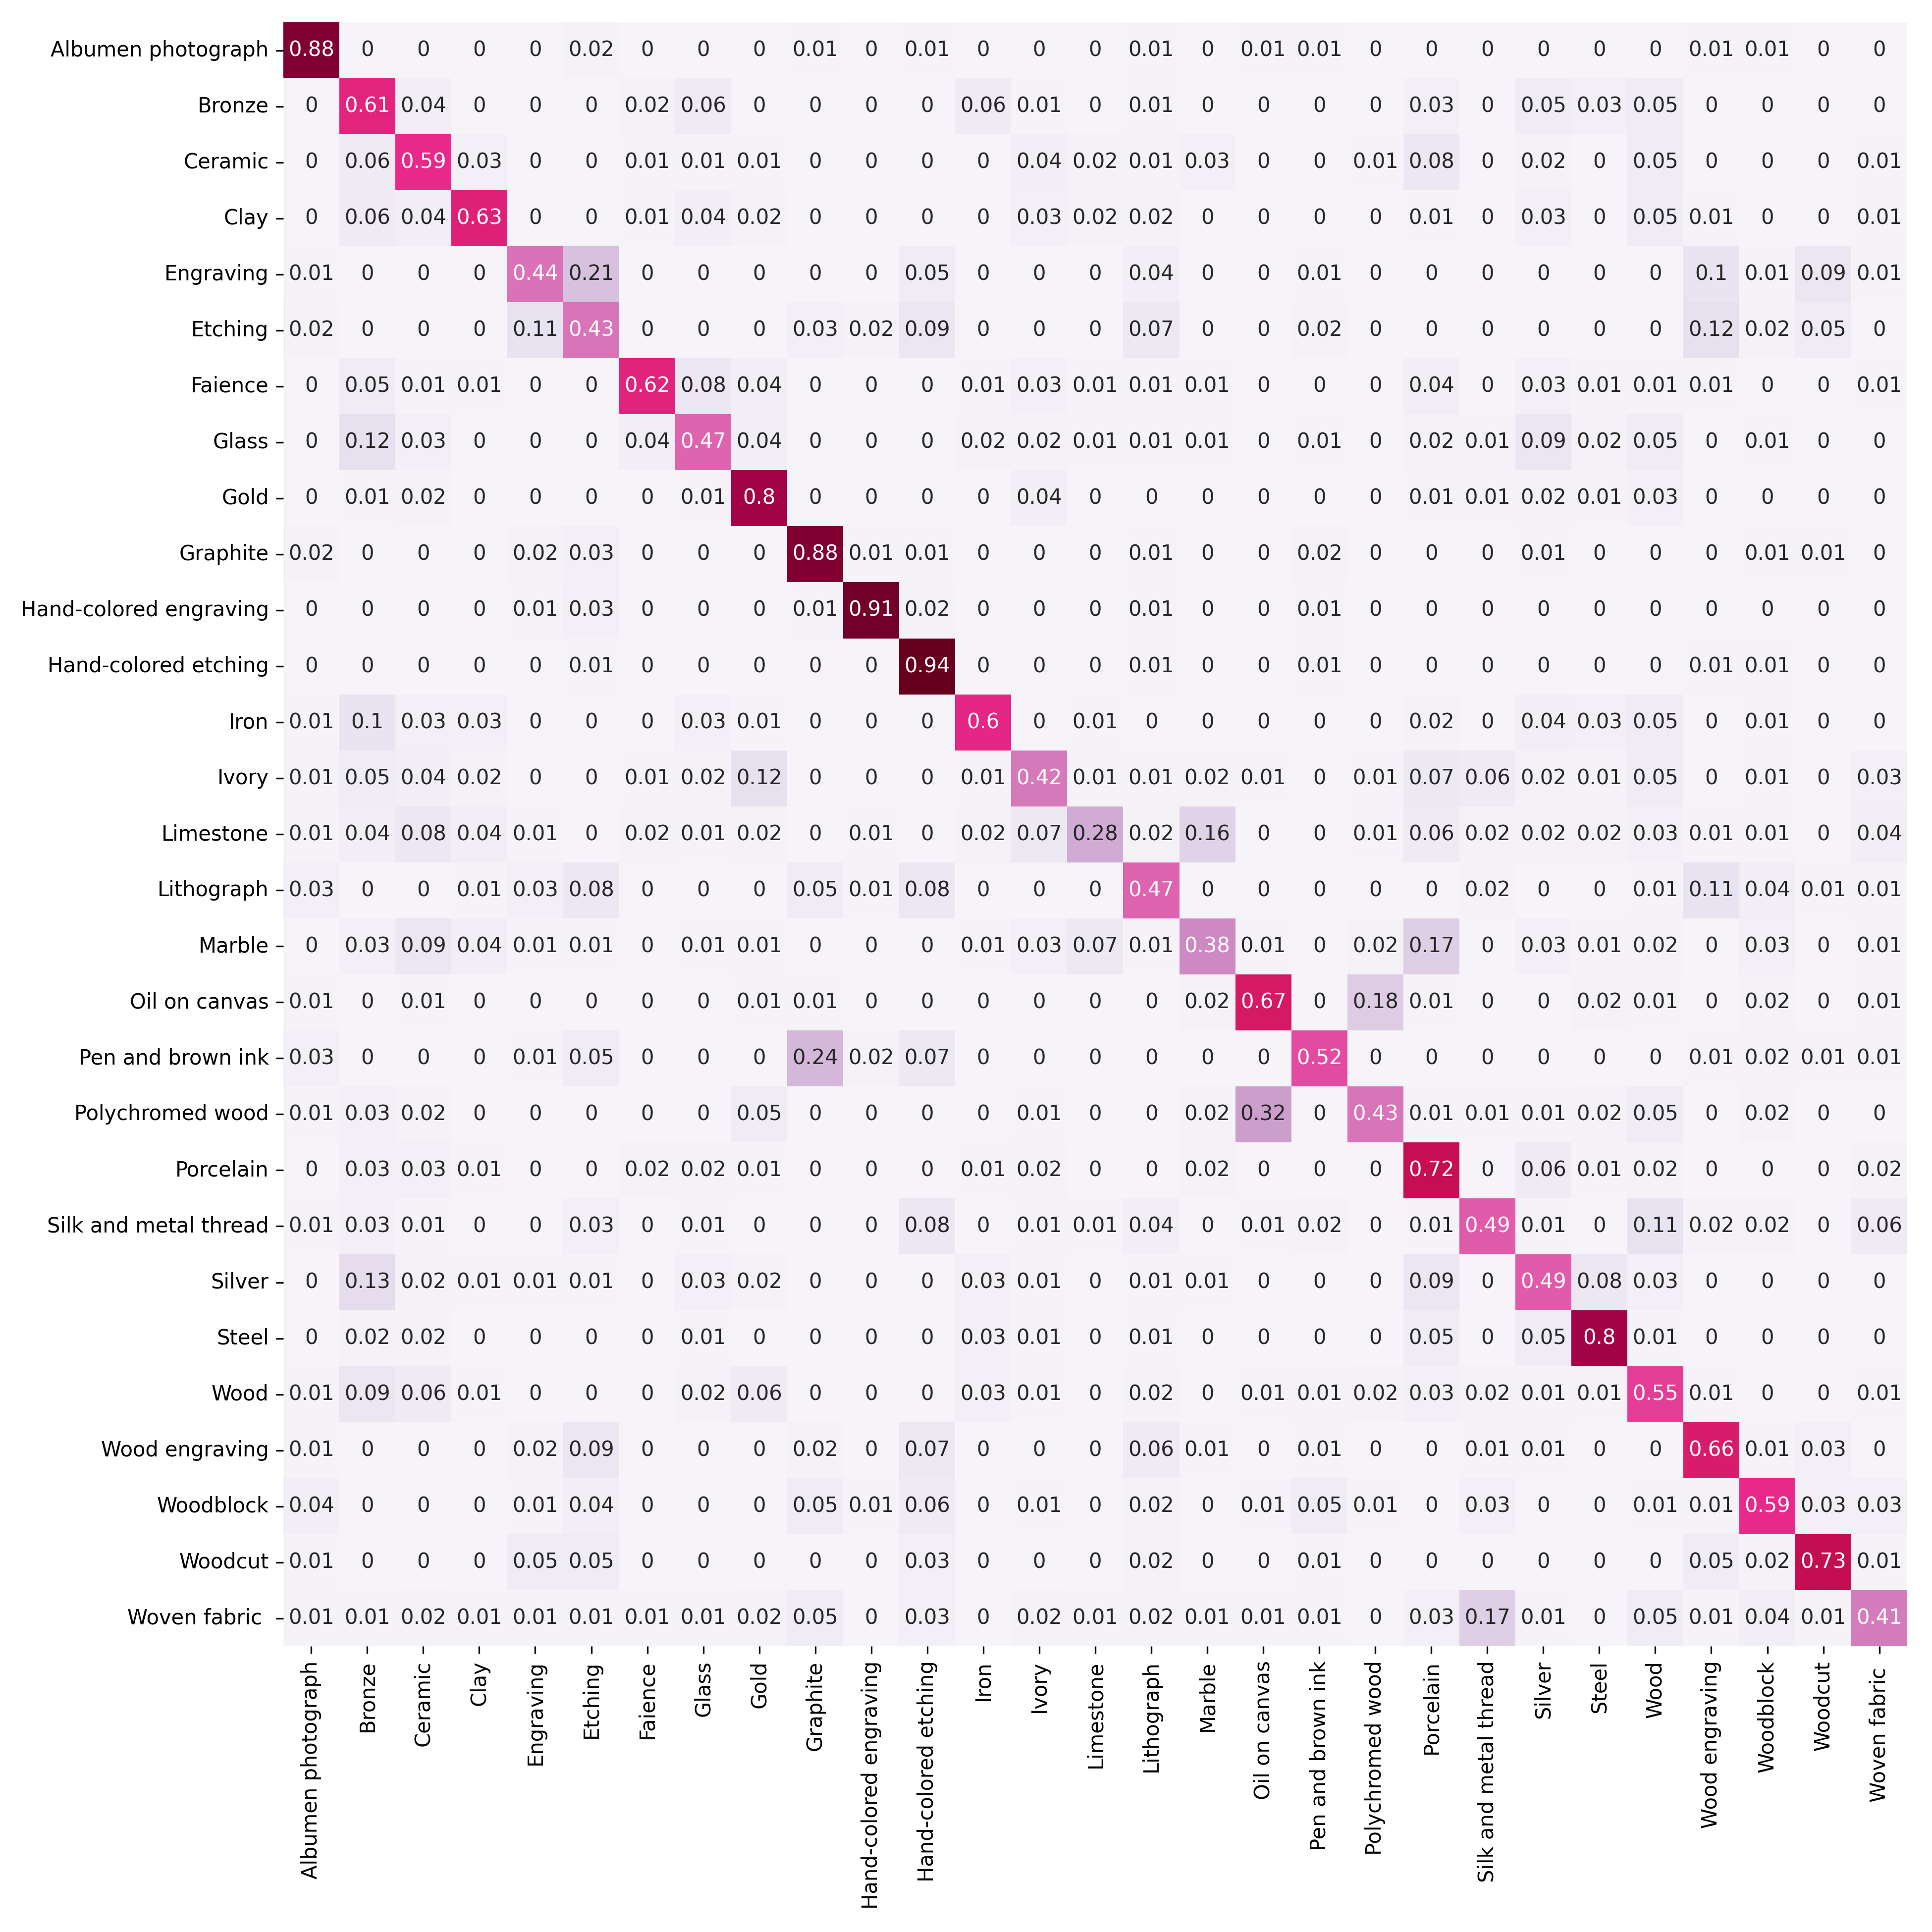 Albumen photograph 0.88 0 0 0 0 0.02 0 0 0 0.01 0 0.01 0 0 0 0.01 0 0.01 0.01 0 0 0 0 0 0 0.01 0.01 0 0
Bronze 0 0.61 0.04 0 0 0 0.02 0.06 0 0 0 0 0.06 0.01 0 0.01 0 0 0 0 0.03 0 0.05 0.03 0.05 0 0 0 0
Ceramic 0 0.06 0.59 0.03 0 0 0.01 0.01 0.01 0 0 0 0 0.04 0.02 0.01 0.03 0 0 0.01 0.08 0 0.02 0 0.05 0 0 0 0.01
Clay 0 0.06 0.04 0.63 0 0 0.01 0.04 0.02 0 0 0 0 0.03 0.02 0.02 0 0 0 0 0.01 0 0.03 0 0.05 0.01 0 0 0.01
Engraving 0.01 0 0 0 0.44 0.21 0 0 0 0 0 0.05 0 0 0 0.04 0 0 0.01 0 0 0 0 0 0 0.1 0.01 0.09 0.01
Etching 0.02 0 0 0 0.11 0.43 0 0 0 0.03 0.02 0.09 0 0 0 0.07 0 0 0.02 0 0 0 0 0 0 0.12 0.02 0.05 0
Faience 0 0.05 0.01 0.01 0 0 0.62 0.08 0.04 0 0 0 0.01 0.03 0.01 0.01 0.01 0 0 0 0.04 0 0.03 0.01 0.01 0.01 0 0 0.01
Glass 0 0.12 0.03 0 0 0 0.04 0.47 0.04 0 0 0 0.02 0.02 0.01 0.01 0.01 0 0.01 0 0.02 0.01 0.09 0.02 0.05 0 0.01 0 0
Gold 0 0.01 0.02 0 0 0 0 0.01 0.8 0 0 0 0 0.04 0 0 0 0 0 0 0.01 0.01 0.02 0.01 0.03 0 0 0 0
Graphite 0.02 0 0 0 0.02 0.03 0 0 0 0.88 0.01 0.01 0 0 0 0.01 0 0 0.02 0 0 0 0.01 0 0 0 0.01 0.01 0
Hand-colored engraving 0 0 0 0 0.01 0.03 0 0 0 0.01 0.91 0.02 0 0 0 0.01 0 0 0.01 0 0 0 0 0 0 0 0 0 0
Hand-colored etching 0 0 0 0 0 0.01 0 0 0 0 0 0.94 0 0 0 0.01 0 0 0.01 0 0 0 0 0 0 0.01 0.01 0 0
Iron 0.01 0.1 0.03 0.03 0 0 0 0.03 0.01 0 0 0 0.6 0 0.01 0 0 0 0 0 0.02 0 0.04 0.03 0.05 0 0.01 0 0
Ivory 0.01 0.05 0.04 0.02 0 0 0.01 0.02 0.12 0 0 0 0.01 0.42 0.01 0.01 0.02 0.01 0 0.01 0.07 0.06 0.02 0.01 0.05 0 0.01 0 0.03
Limestone 0.01 0.04 0.08 0.04 0.01 0 0.02 0.01 0.02 0 0.01 0 0.02 0.07 0.28 0.02 0.16 0 0 0.01 0.06 0.02 0.02 0.02 0.03 0.01 0.01 0 0.04
Lithograph 0.03 0 0 0.01 0.03 0.08 0 0 0 0.05 0.01 0.08 0 0 0 0.47 0 0 0 0 0 0.02 0 0 0.01 0.11 0.04 0.01 0.01
Marble 0 0.03 0.09 0.04 0.01 0.01 0 0.01 0.01 0 0 0 0.01 0.03 0.07 0.01 0.38 0.01 0 0.02 0.17 0 0.03 0.01 0.02 0 0.03 0 0.01
Oil on canvas 0.01 0 0.01 0 0 0 0 0 0.01 0.01 0 0 0 0 0 0 0.02 0.67 0 0.18 0.01 0 0 0.02 0.01 0 0.02 0 0.01
Pen and brown ink 0.03 0 0 0 0.01 0.05 0 0 0 0.24 0.02 0.07 0 0 0 0 0 0 0.52 0 0 0 0 0 0 0.01 0.02 0.01 0.01
Polychromed wood 0.01 0.03 0.02 0 0 0 0 0 0.05 0 0 0 0 0.01 0 0 0.02 0.32 0 0.43 0.01 0.01 0.01 0.02 0.05 0 0.02 0 0
Porcelain 0 0.03 0.03 0.01 0 0 0.02 0.02 0.01 0 0 0 0.01 0.02 0 0 0.02 0 0 0 0.72 0 0.06 0.01 0.02 0 0 0 0.02
Silk and metal thread 0.01 0.03 0.01 0 0 0.03 0 0.01 0 0 0 0.08 0 0.01 0.01 0.04 0 0.01 0.02 0 0.01 0.49 0.01 0 0.11 0.02 0.02 0 0.06
Silver 0 0.13 0.02 0.01 0.01 0.01 0 0.03 0.02 0 0 0 0.03 0.01 0 0.01 0.01 0 0 0 0.09 0 0.49 0.08 0.03 0 0 0 0
Steel 0 0.02 0.02 0 0 0 0 0.01 0 0 0 0 0.03 0.01 0 0.01 0 0 0 0 0.05 0 0.05 0.8 0.01 0 0 0 0
Wood 0.01 0.09 0.06 0.01 0 0 0 0.02 0.06 0 0 0 0.03 0.01 0 0.02 0 0.01 0.01 0.02 0.03 0.02 0.01 0.01 0.55 0.01 0 0 0.01
Wood engraving 0.01 0 0 0 0.02 0.09 0 0 0 0.02 0 0.07 0 0 0 0.06 0.01 0 0.01 0 0 0.01 0.01 0 0 0.66 0.01 0.03 0
Woodblock 0.04 0 0 0 0.01 0.04 0 0 0 0.05 0.01 0.06 0 0.01 0 0.02 0 0.01 0.05 0.01 0 0.03 0 0 0.01 0.01 0.59 0.03 0.03
Woodcut 0.01 0 0 0 0.05 0.05 0 0 0 0 0 0.03 0 0 0 0.02 0 0 0.01 0 0 0 0 0 0 0.05 0.02 0.73 0.01
Woven fabric 0.01 0.01 0.02 0.01 0.01 0.01 0.01 0.01 0.02 0.05 0 0.03 0 0.02 0.01 0.02 0.01 0.01 0.01 0 0.03 0.17 0.01 0 0.05 0.01 0.04 0.01 0.41
Albumen photograph
Bronze
Ceramic
Clay
Engraving
Etching
Faience
Glass
Gold
Graphite
Hand-colored engraving
Hand-colored etching
Iron
Ivory
Limestone
Lithograph
Marble
Oil on canvas
Pen and brown ink
Polychromed wood
Porcelain
Silk and metal thread
Silver
Steel
Wood
Wood engraving
Woodblock
Woodcut
Woven fabric